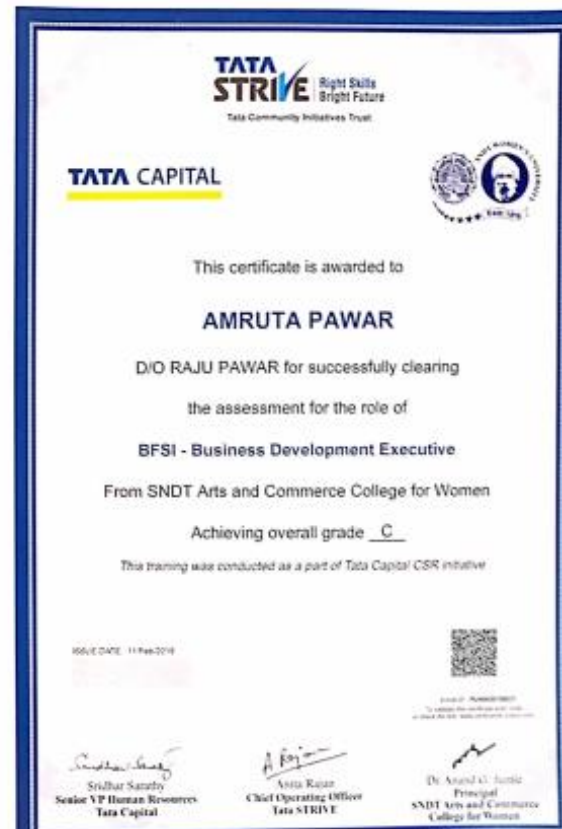 TATA
STRIVE
Right Skills
Bright Future
Tata Community Initiatives Trust
TATA CAPITAL
This certificate is awarded to
AMRUTA PAWAR
D/O RAJU PAWAR for successfully clearing
the assessment for the role of
BFSI - Business Development Executive
From SNDT Arts and Commerce College for Women
Achieving overall grade C
This training was conducted as a part of Tata Capital CSR initiative
ISSUE DATE:
Sridhar Sarathy
Senior VP Human Resources
Tata Capital
Anita Rajan
Chief Operating Officer
Tata STRIVE
Principal
SNDT Arts and Commerce
College for Women